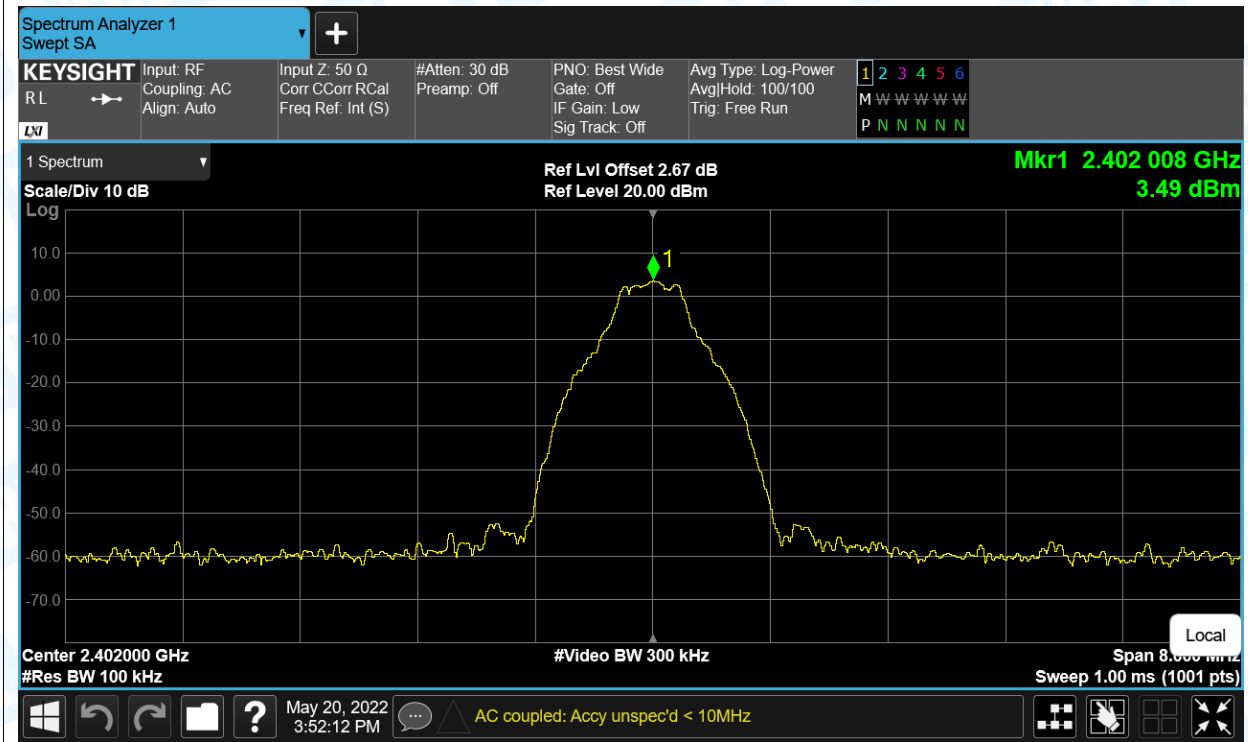 Spectrum Analyzer 1
Swept SA
KEYSIGHT
R L
LXI
Input: RF
Coupling: AC
Align: Auto
Input Z: 50 Ω
Corr CCorr RCal
Freq Ref: Int (S)
#Atten: 30 dB
Preamp: Off
PNO: Best Wide
Gate: Off
IF Gain: Low
Sig Track: Off
Avg Type: Log-Power
Avg|Hold: 100/100
Trig: Free Run
1 2 3 4 5 6
M W W W W W W
P N N N N N N
1 Spectrum
Scale/Div 10 dB
Log
Ref Lvl Offset 2.67 dB
Ref Level 20.00 dBm
Mkr1 2.402 008 GHz
3.49 dBm
1
10.0
0.00
-10.0
-20.0
-30.0
-40.0
-50.0
-60.0
-70.0
Local
Center 2.402000 GHz
#Res BW 100 kHz
#Video BW 300 kHz
Span 8.000 MHz
Sweep 1.00 ms (1001 pts)
?
May 20, 2022
3:52:12 PM
AC coupled: Accy unspec'd < 10MHz